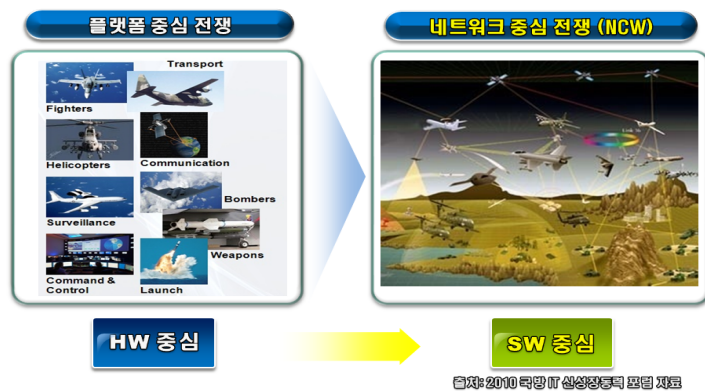 플랫폼 중심 전쟁
네트워크 중심 전쟁 (NCW)
Transport
Fighters
Helicopters
Communication
Bombers
Surveillance
Weapons
Command &
Control
Launch
Link 16
HW 중심
SW 중심
출처: 2010 국방 IT 신성장동력 포럼 자료